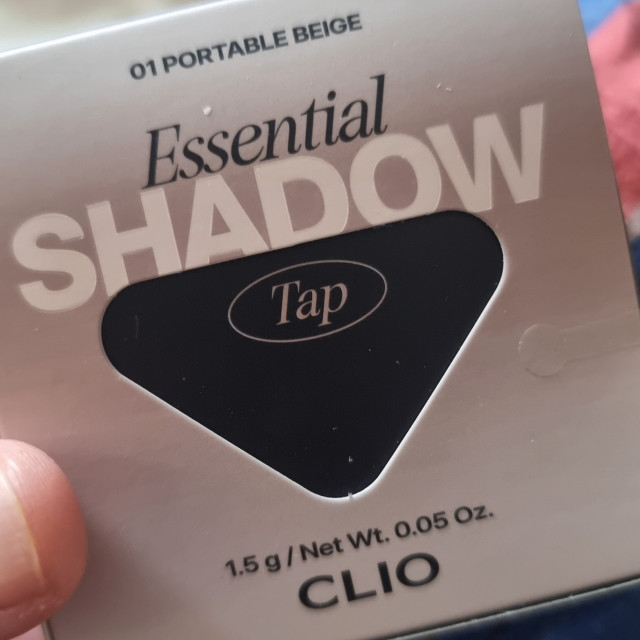 01 PORTABLE BEIGE
Essential
SHADOW
Tap
1.5 g / Net Wt. 0.05 Oz.
CLIO